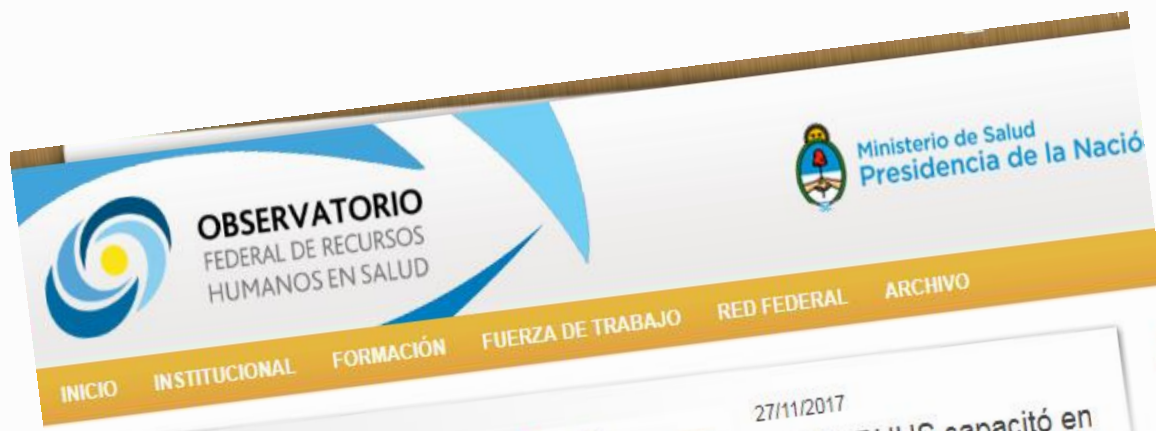 OBSERVATORIO
FEDERAL DE RECURSOS
HUMANOS EN SALUD
Ministerio de Salud
Presidencia de la Nació
INICIO INSTITUCIONAL FORMACIÓN FUERZA DE TRABAJO RED FEDERAL ARCHIVO
27/11/2017
capacitó en